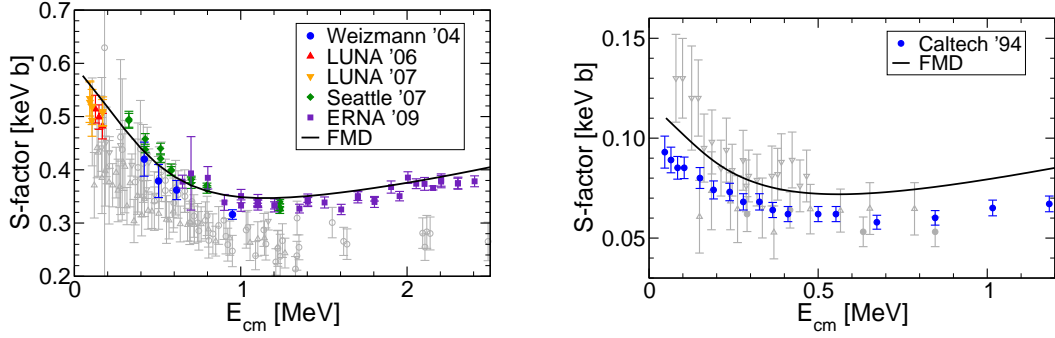 S-factor [keV b]
0.7
0.6
0.5
0.4
0.3
0.2
0
1
2
E_cm [MeV]
Weizmann '04
LUNA '06
LUNA '07
Seattle '07
ERNA '09
FMD
S-factor [keV b]
0.15
0.10
0.05
0
0.5
1
E_cm [MeV]
Caltech '94
FMD